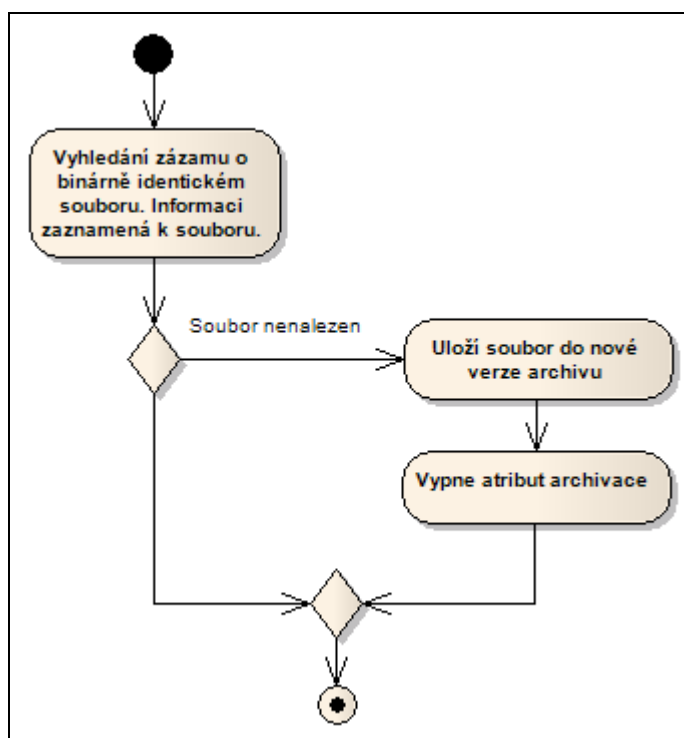 Vyhledání zázamu o
binárně identickém
souboru. Informaci
zaznamená k souboru.
Soubor nenalezen
Uloží soubor do nové
verze archivu
Vypne atribut archivace